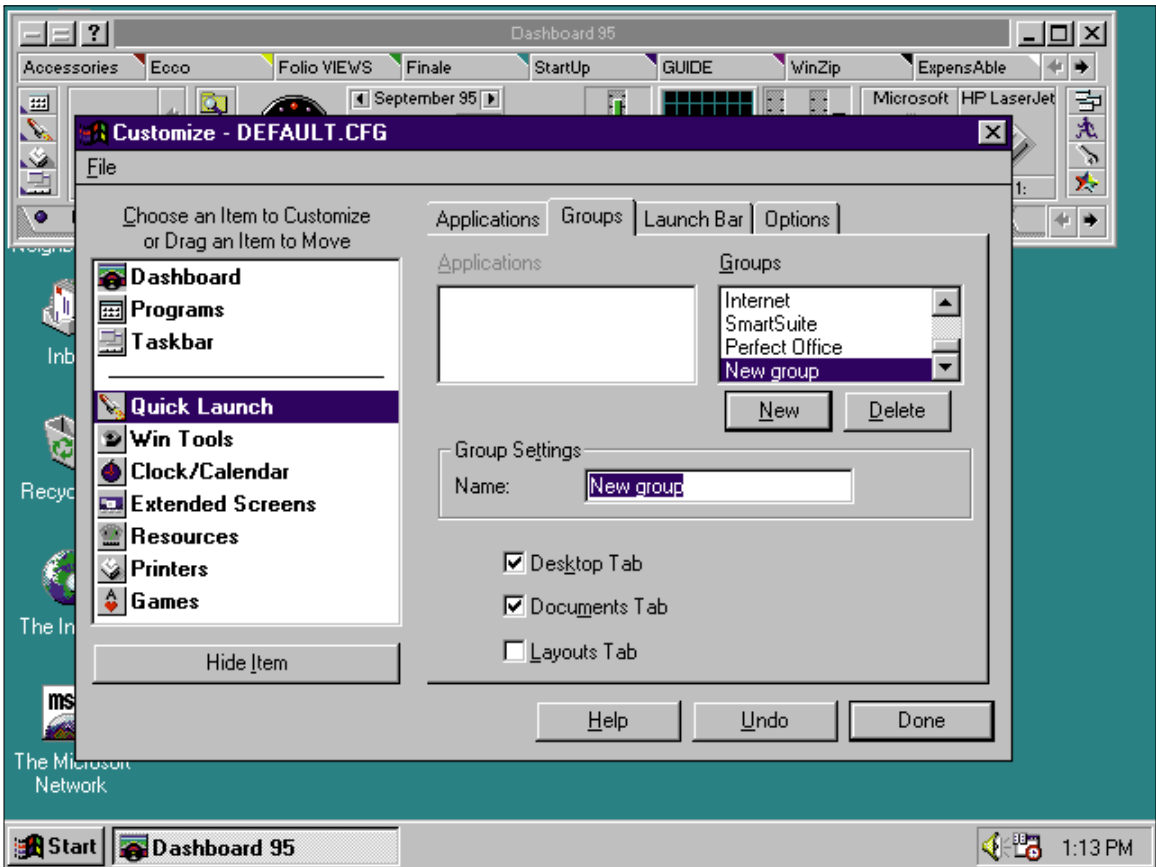 Dashboard 95
Accessories Ecco Folio VIEWS Finale StartUp GUIDE WinZip ExpensAble
September 95 Microsoft HP LaserJet
Customize - DEFAULT.CFG
1:
File
Choose an Item to Customize
or Drag an Item to Move
Applications Groups Launch Bar Options
Dashboard
Programs
Taskbar
Quick Launch
Win Tools
Clock/Calendar
Extended Screens
Resources
Printers
Games
Hide Item
Applications
Groups
Internet
SmartSuite
Perfect Office
New group
New Delete
Group Settings
Name: New group
Desktop Tab
Documents Tab
Layouts Tab
Help Undo Done
Inb
Recyc
The In
ms
The Microsoft
Network
Start Dashboard 95 1:13 PM